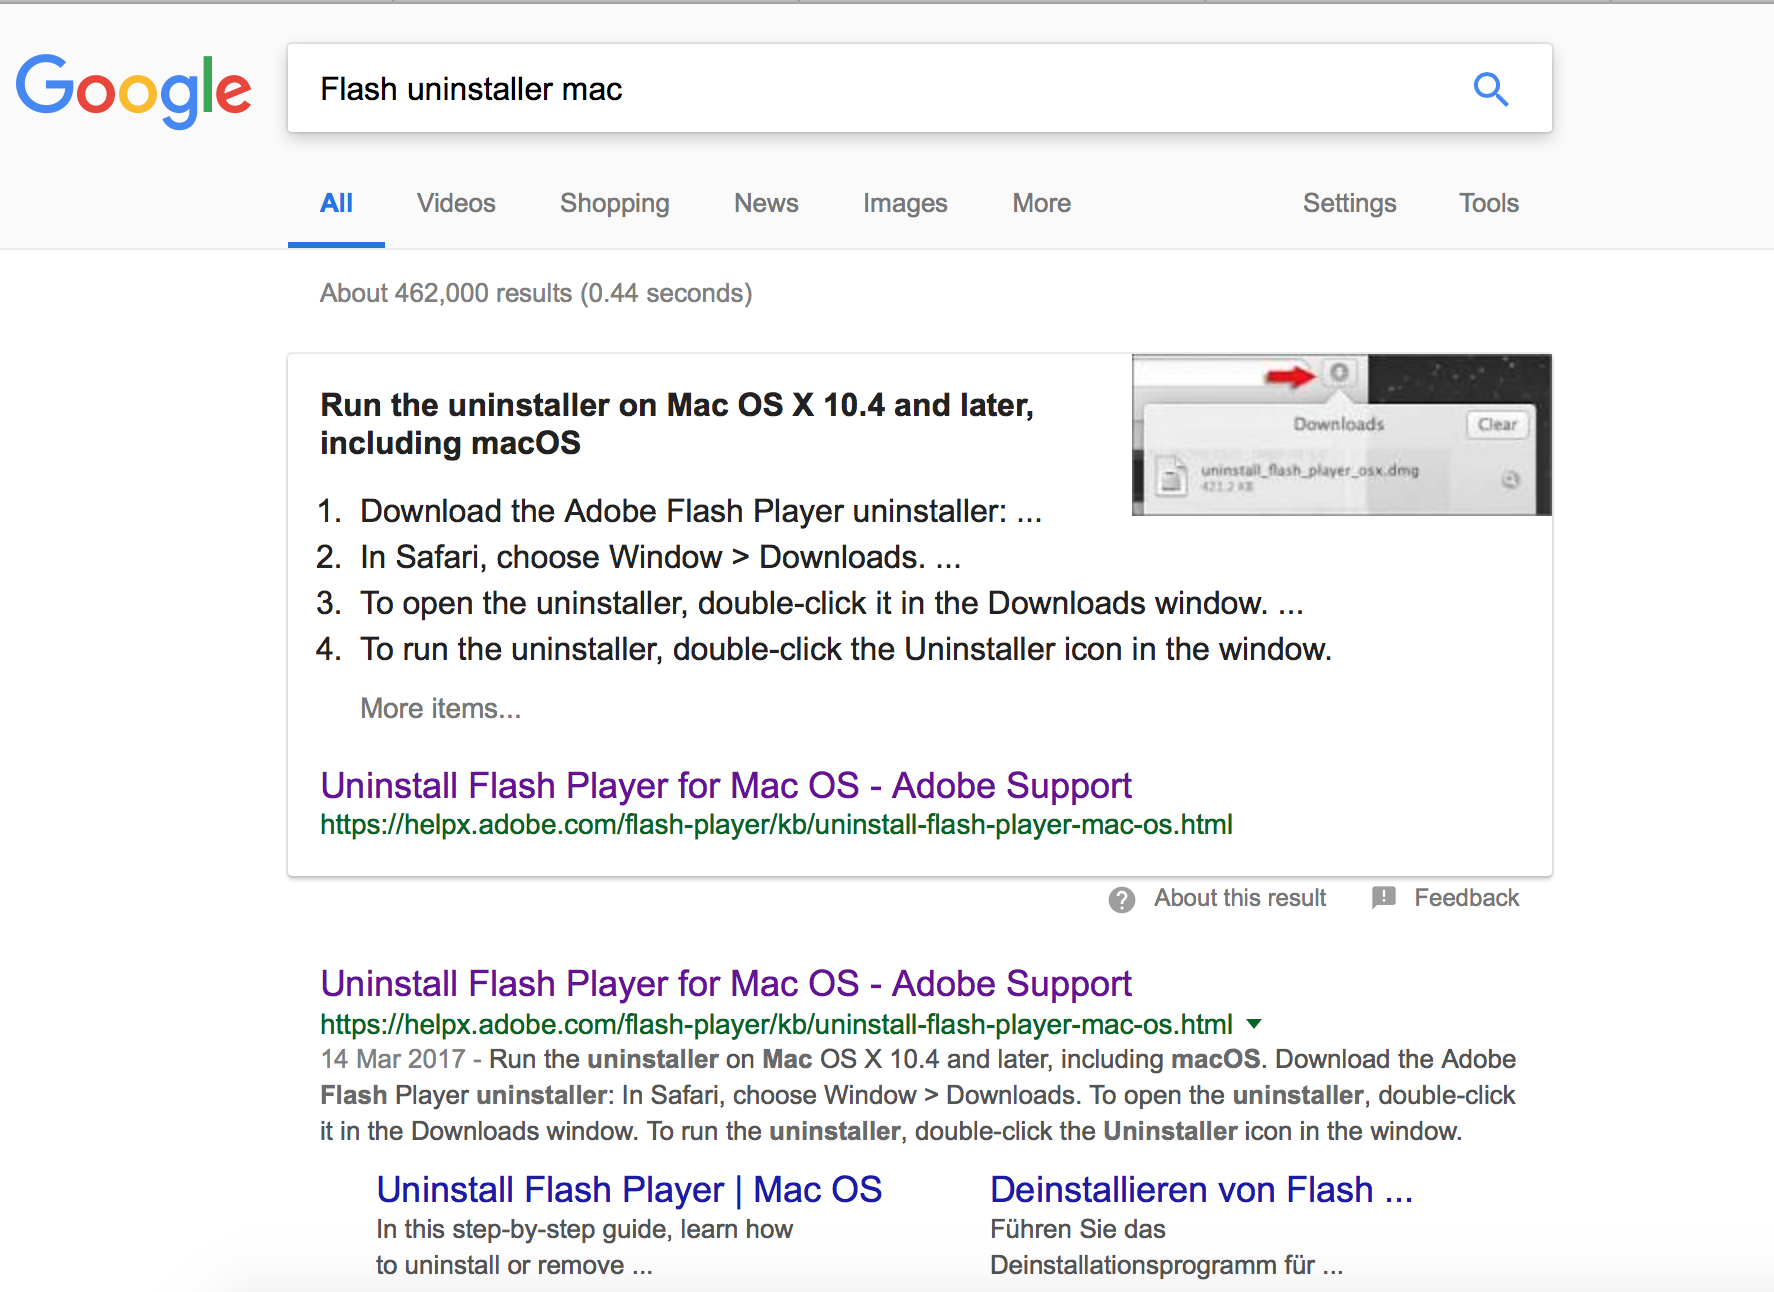 Google
Flash uninstaller mac
All Videos Shopping News Images More Settings Tools
About 462,000 results (0.44 seconds)
Run the uninstaller on Mac OS X 10.4 and later,
including macOS
Downloads Clear
uninstall_flash_player_osx.dmg
421.2 KB
1. Download the Adobe Flash Player uninstaller: ...
2. In Safari, choose Window > Downloads. ...
3. To open the uninstaller, double-click it in the Downloads window. ...
4. To run the uninstaller, double-click the Uninstaller icon in the window.
More items...
Uninstall Flash Player for Mac OS - Adobe Support
https://helpx.adobe.com/flash-player/kb/uninstall-flash-player-mac-os.html
About this result Feedback
Uninstall Flash Player for Mac OS - Adobe Support
https://helpx.adobe.com/flash-player/kb/uninstall-flash-player-mac-os.html
14 Mar 2017 - Run the uninstaller on Mac OS X 10.4 and later, including macOS. Download the Adobe
Flash Player uninstaller: In Safari, choose Window > Downloads. To open the uninstaller, double-click
it in the Downloads window. To run the uninstaller, double-click the Uninstaller icon in the window.
Uninstall Flash Player | Mac OS
In this step-by-step guide, learn how
to uninstall or remove ...
Deinstallieren von Flash ...
Führen Sie das
Deinstallationsprogramm für ...